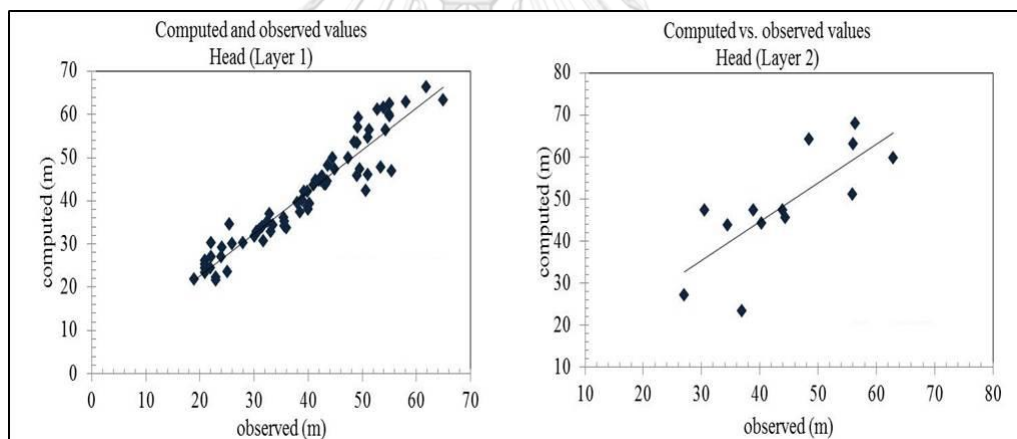 Computed and observed values
Head (Layer 1)
70
60
50
40
30
20
10
0
computed (m)
0 10 20 30 40 50 60 70
observed (m)
Computed vs. observed values
Head (Layer 2)
80
70
60
50
40
30
20
10
computed (m)
10 20 30 40 50 60 70 80
observed (m)